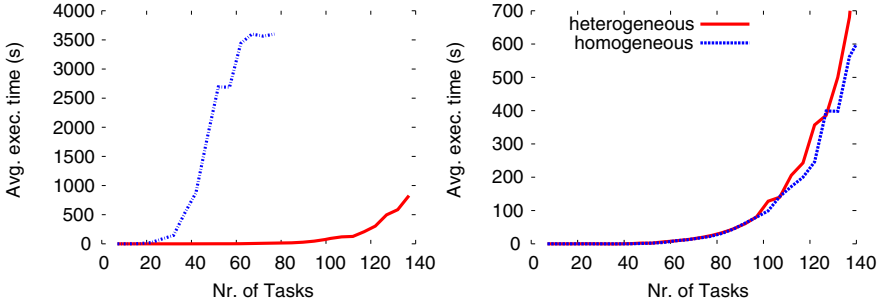 Avg. exec. time (s)
4000
3500
3000
2500
2000
1500
1000
500
0
0 20 40 60 80 100 120 140
Nr. of Tasks
Avg. exec. time (s)
700
600
500
400
300
200
100
0
0 20 40 60 80 100 120 140
Nr. of Tasks
heterogeneous
homogeneous